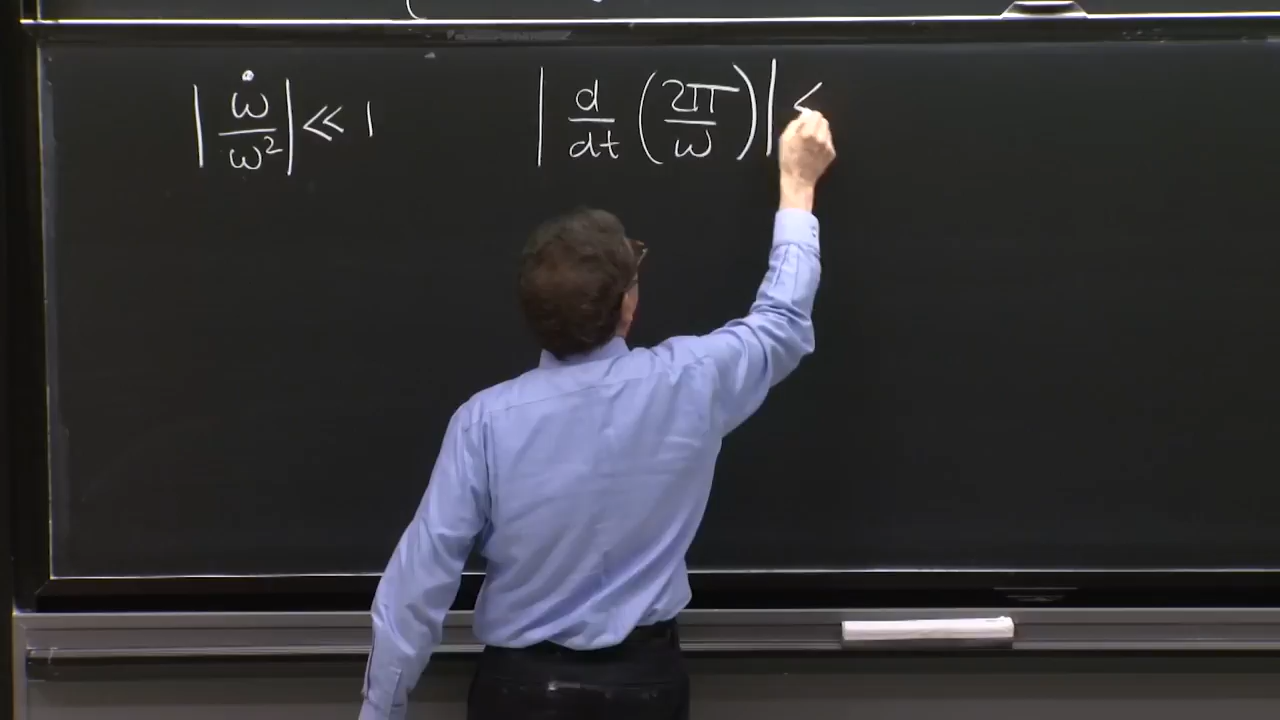 | ω̇ / ω² | ≪ 1    | d/dt ( 2π / ω ) | <